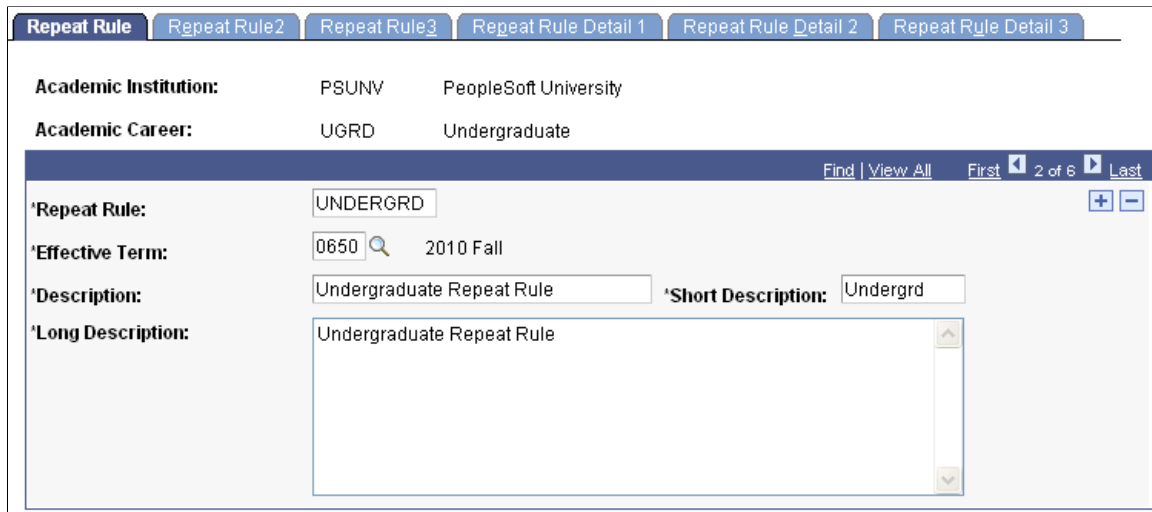 Repeat Rule Repeat Rule2 Repeat Rule3 Repeat Rule Detail 1 Repeat Rule Detail 2 Repeat Rule Detail 3
Academic Institution: PSUNV PeopleSoft University
Academic Career: UGRD Undergraduate
Find | View All First 2 of 6 Last
*Repeat Rule: UNDERGRD
*Effective Term: 0650 2010 Fall
*Description: Undergraduate Repeat Rule *Short Description: Undergrd
*Long Description: Undergraduate Repeat Rule